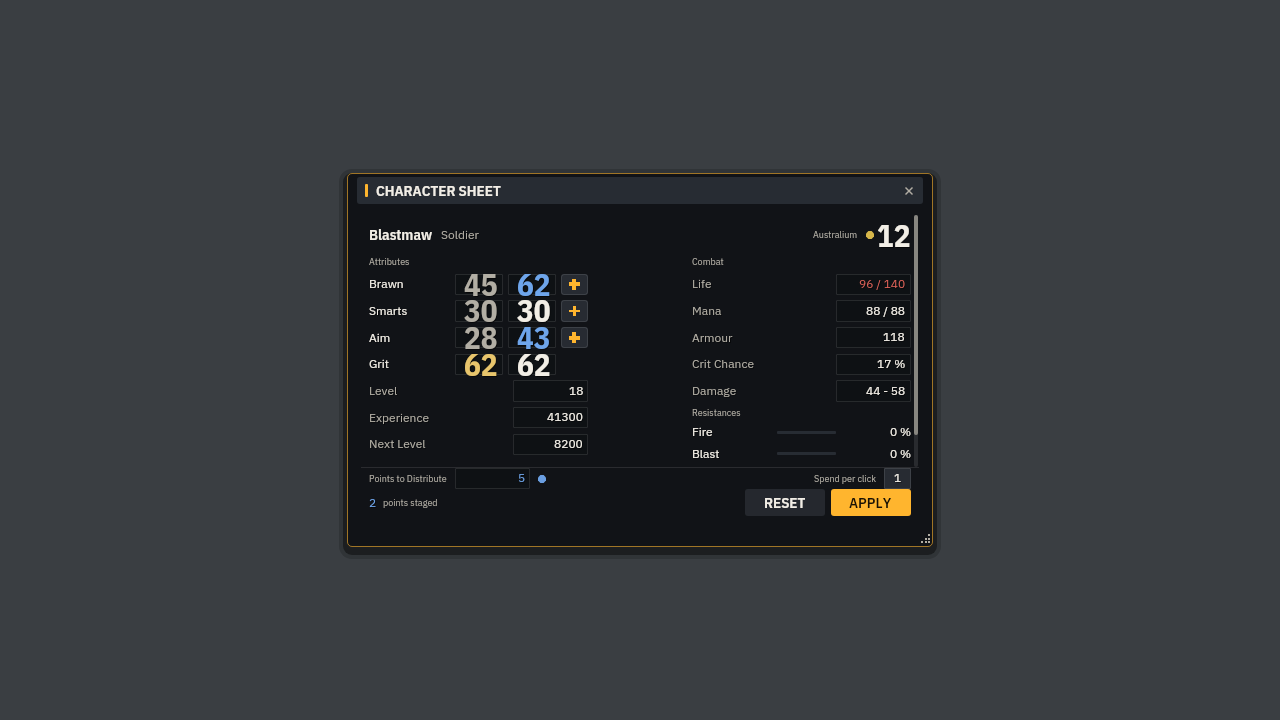 CHARACTER SHEET
Blastmaw Soldier Australium 12
Attributes Combat
Brawn 45 62 Life 96 / 140
Smarts 30 30 Mana 88 / 88
Aim 28 43 Armour 118
Grit 62 62 Crit Chance 17 %
Level 18 Damage 44 - 58
Resistances
Experience 41300 Fire 0 %
Next Level 8200 Blast 0 %
Points to Distribute 5 Spend per click 1
2 points staged RESET APPLY